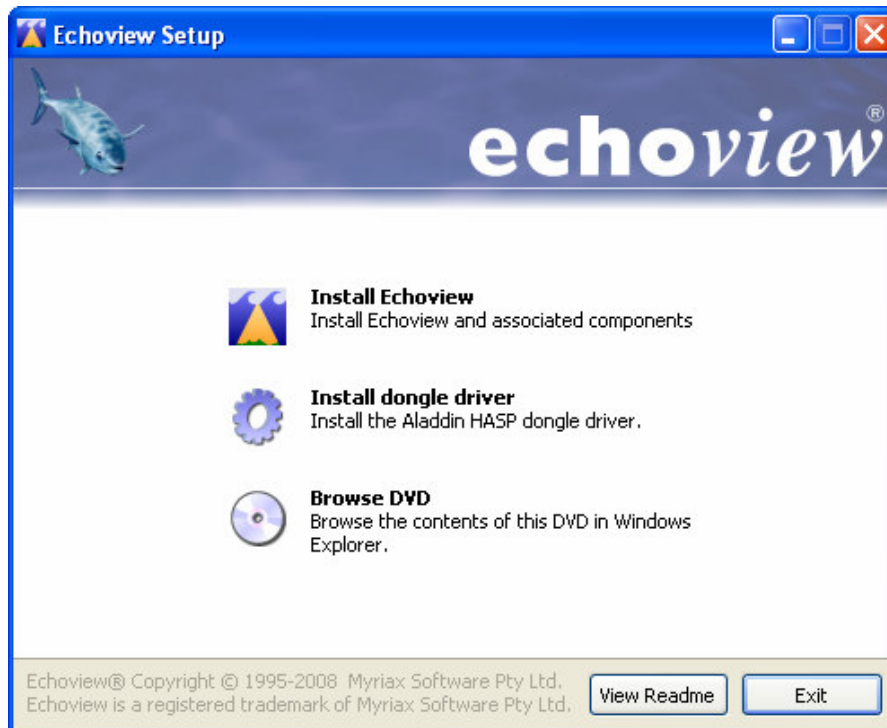 Echoview Setup
echoview®
Install Echoview
Install Echoview and associated components
Install dongle driver
Install the Aladdin HASP dongle driver.
Browse DVD
Browse the contents of this DVD in Windows
Explorer.
Echoview® Copyright © 1995-2008 Myriax Software Pty Ltd.
Echoview is a registered trademark of Myriax Software Pty Ltd.
View Readme
Exit